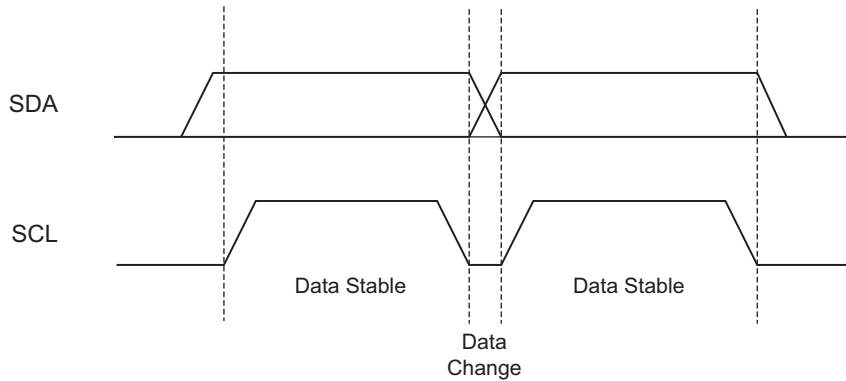 SDA
SCL
Data Stable
Data Stable
Data
Change